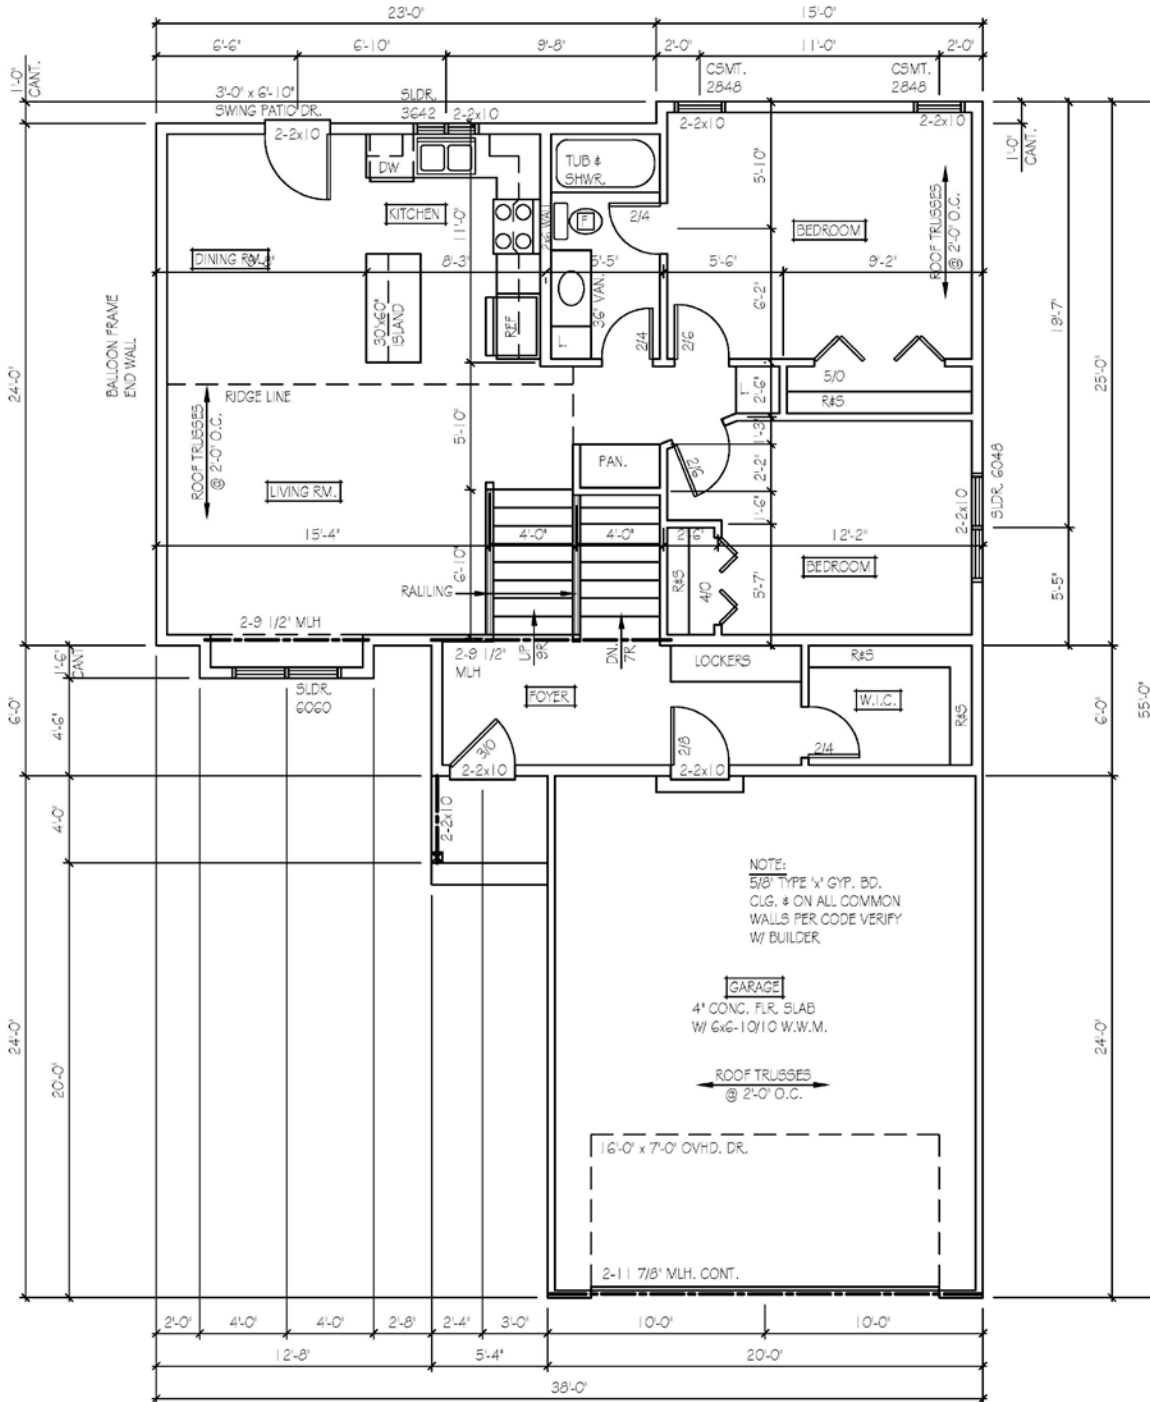 23'-0"
15'-0"
6'-6"
6'-10"
9'-8"
2'-0"
11'-0"
2'-0"
1'-0"
CANT.
3'-0" x 6'-10"
SWING PATIO DR.
2-2x10
SLDR.
3642
2-2x10
CSMT.
2848
2-2x10
CSMT.
2848
2-2x10
1'-0"
CANT.
DW
TUB &
SHWR.
KITCHEN
11'-0"
2x6 WALL
F
2/4
5'-10"
BEDROOM
ROOF TRUSSES
@ 2'-0" O.C.
DINING RM.
8'-3"
5'-5"
5'-6"
9'-2"
BALLOON FRAME
END WALL
30"x60"
ISLAND
REF
36" VAN.
2/4
2/6
6'-2"
24'-0"
19'-7"
25'-0"
RIDGE LINE
ROOF TRUSSES
@ 2'-0" O.C.
5'-10"
2'-6"
5/0
R&S
PAN.
1'-3"
2/6
2'-2"
LIVING RM.
1'-6"
2-2x10
SLDR. 6048
15'-4"
4'-0"
4'-0"
2'-6"
12'-2"
6'-10"
RAILING
R&S
4/0
5'-7"
BEDROOM
5'-5"
2-9 1/2" MLH
2-9 1/2"
MLH
UP
9R
DN.
7R
LOCKERS
R&S
1'-6"
CANT
SLDR.
6060
FOYER
W.I.C.
R&S
6'-0"
4'-6"
3/0
2-2x10
2/8
2-2x10
2/4
6'-0"
55'-0"
4'-0"
2-2x10
NOTE:
5/8" TYPE 'x' GYP. BD.
CLG. & ON ALL COMMON
WALLS PER CODE VERIFY
W/ BUILDER
GARAGE
4" CONC. FLR. SLAB
W/ 6x6-10/10 W.W.M.
24'-0"
20'-0"
24'-0"
ROOF TRUSSES
@ 2'-0" O.C.
16'-0" x 7'-0" OVHD. DR.
2-11 7/8" MLH. CONT.
2'-0"
4'-0"
4'-0"
2'-8"
2'-4"
3'-0"
10'-0"
10'-0"
12'-8"
5'-4"
20'-0"
38'-0"